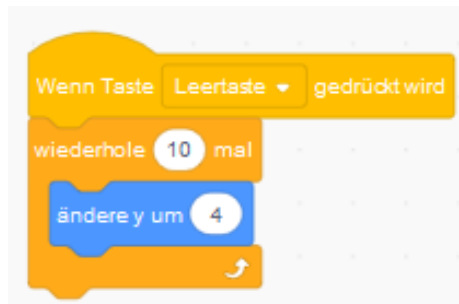 Wenn Taste Leertaste gedrückt wird
wiederhole 10 mal
ändere y um 4